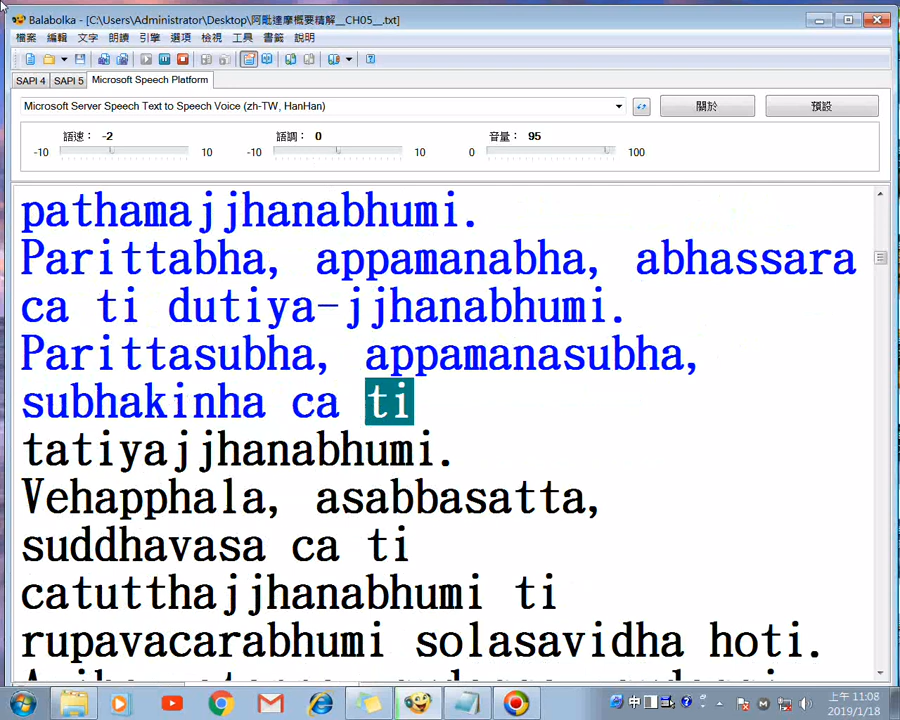 Balabolka - [C:\Users\Administrator\Desktop\阿毗達摩概要精解__CH05__.txt]
檔案 編輯 文字 朗讀 引擎 選項 檢視 工具 書籤 說明
SAPI 4 SAPI 5 Microsoft Speech Platform
Microsoft Server Speech Text to Speech Voice (zh-TW, HanHan)
關於 預設
語速： -2 語調： 0 音量： 95
-10 10 -10 10 0 100
pathamajjhanabhumi.
Parittabha, appamanabha, abhassara
ca ti dutiya-jjhanabhumi.
Parittasubha, appamanasubha,
subhakinha ca ti
tatiyajjhanabhumi.
Vehapphala, asabbasatta,
suddhavasa ca ti
catutthajjhanabhumi ti
rupavacarabhumi solasavidha hoti.
中
上午 11:08
2019/1/18